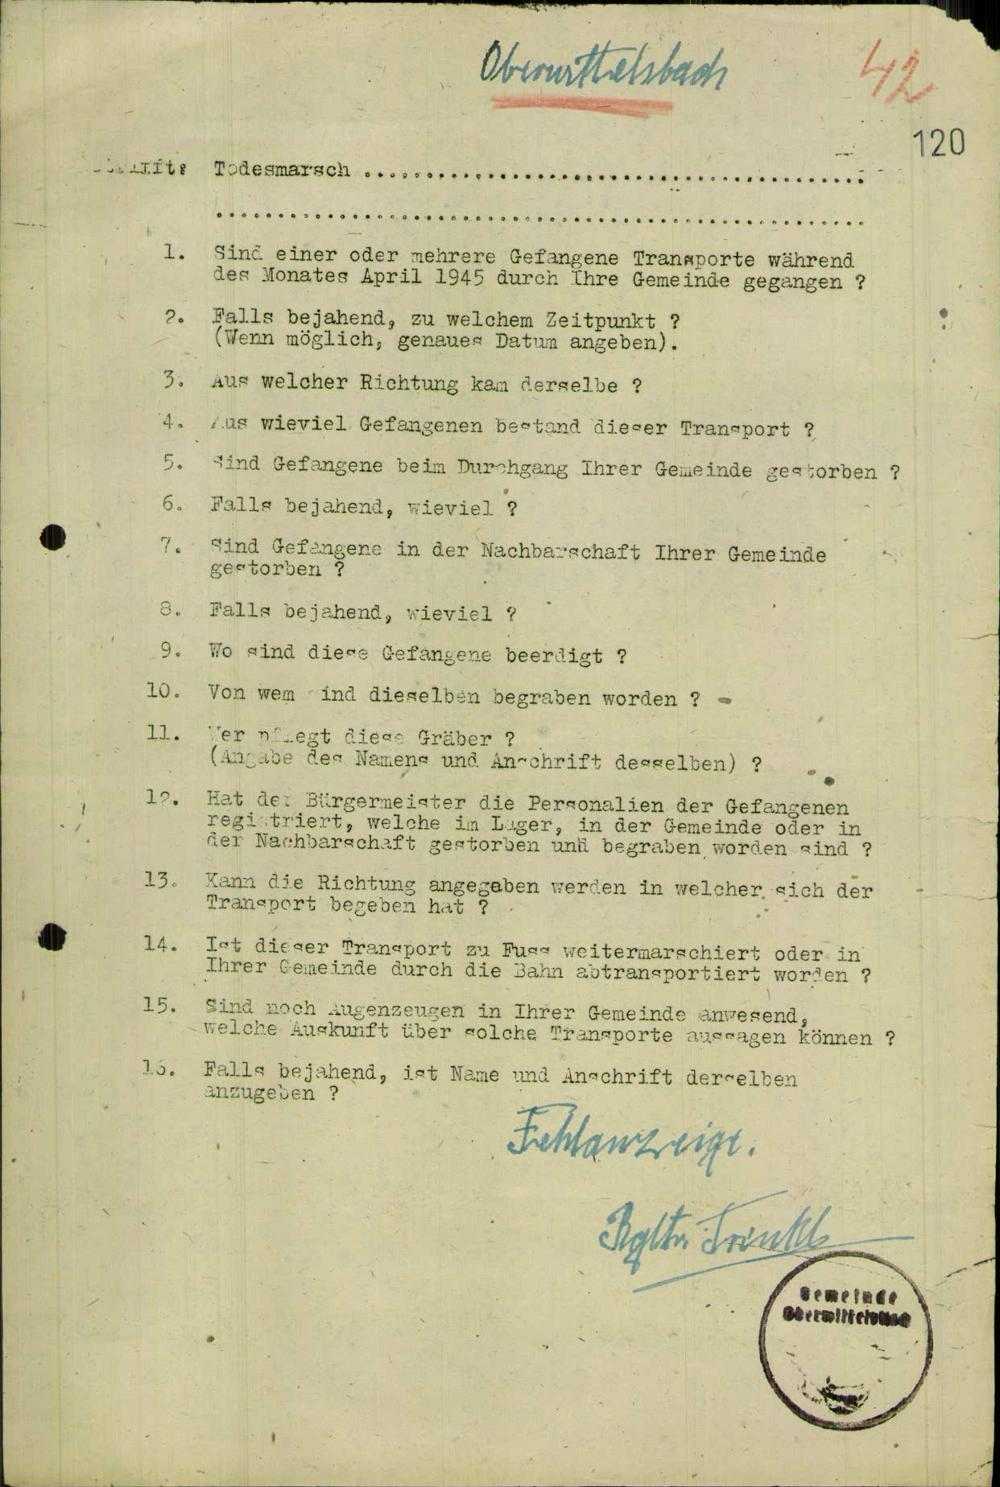 Oberwittelsbach
42
120
Todesmarsch ..........................................
..........................................................
1. Sind einer oder mehrere Gefangene Transporte während
des Monates April 1945 durch Ihre Gemeinde gegangen ?
2. Falls bejahend, zu welchem Zeitpunkt ?
(Wenn möglich, genaues Datum angeben).
3. Aus welcher Richtung kam derselbe ?
4. Aus wieviel Gefangenen bestand dieser Transport ?
5. Sind Gefangene beim Durchgang Ihrer Gemeinde gestorben ?
6. Falls bejahend, wieviel ?
7. Sind Gefangene in der Nachbarschaft Ihrer Gemeinde
gestorben ?
8. Falls bejahend, wieviel ?
9. Wo sind diese Gefangene beerdigt ?
10. Von wem sind dieselben begraben worden ?
11. Wer pflegt diese Gräber ?
(Angabe des Namens und Anschrift desselben) ?
12. Hat der Bürgermeister die Personalien der Gefangenen
registriert, welche im Lager, in der Gemeinde oder in
der Nachbarschaft gestorben und begraben worden sind ?
13. Kann die Richtung angegeben werden in welcher sich der
Transport begeben hat ?
14. Ist dieser Transport zu Fuss weitermarschiert oder in
Ihrer Gemeinde durch die Bahn abtransportiert worden ?
15. Sind noch Augenzeugen in Ihrer Gemeinde anwesend,
welche Auskunft über solche Transporte aussagen können ?
16. Falls bejahend, ist Name und Anschrift derselben
anzugeben ?
Fehlanzeige.
Gemeinde
Oberwittelsbach